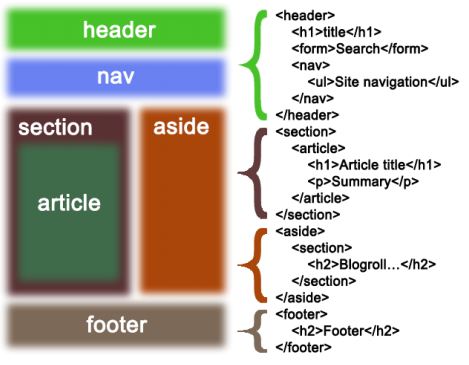 header
nav
section
aside
article
footer
<header>
<h1>title</h1>
<form>Search</form>
<nav>
<ul>Site navigation</ul>
</nav>
</header>
<section>
<article>
<h1>Article title</h1>
<p>Summary</p>
</article>
</section>
<aside>
<section>
<h2>Blogroll…</h2>
</section>
</aside>
<footer>
<h2>Footer</h2>
</footer>